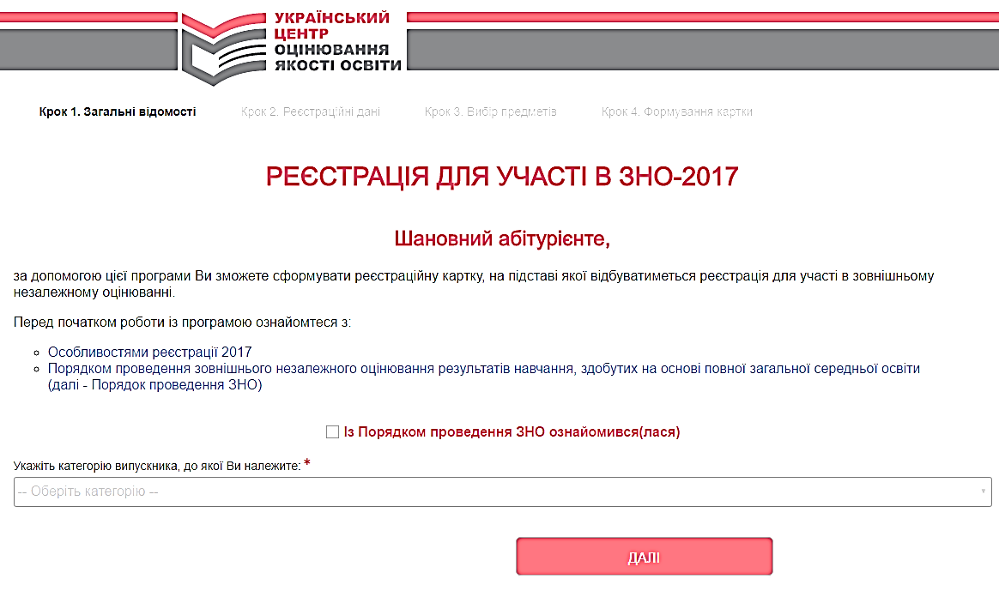 УКРАЇНСЬКИЙ
ЦЕНТР
ОЦІНЮВАННЯ
ЯКОСТІ ОСВІТИ
Крок 1. Загальні відомості Крок 2. Реєстраційні дані Крок 3. Вибір предметів Крок 4. Формування картки
РЕЄСТРАЦІЯ ДЛЯ УЧАСТІ В ЗНО-2017
Шановний абітурієнте,
за допомогою цієї програми Ви зможете сформувати реєстраційну картку, на підставі якої відбуватиметься реєстрація для участі в зовнішньому
незалежному оцінюванні.
Перед початком роботи із програмою ознайомтеся з:
Особливостями реєстрації 2017
Порядком проведення зовнішнього незалежного оцінювання результатів навчання, здобутих на основі повної загальної середньої освіти
(далі - Порядок проведення ЗНО)
Із Порядком проведення ЗНО ознайомився(лася)
Укажіть категорію випускника, до якої Ви належите: *
-- Оберіть категорію --
ДАЛІ